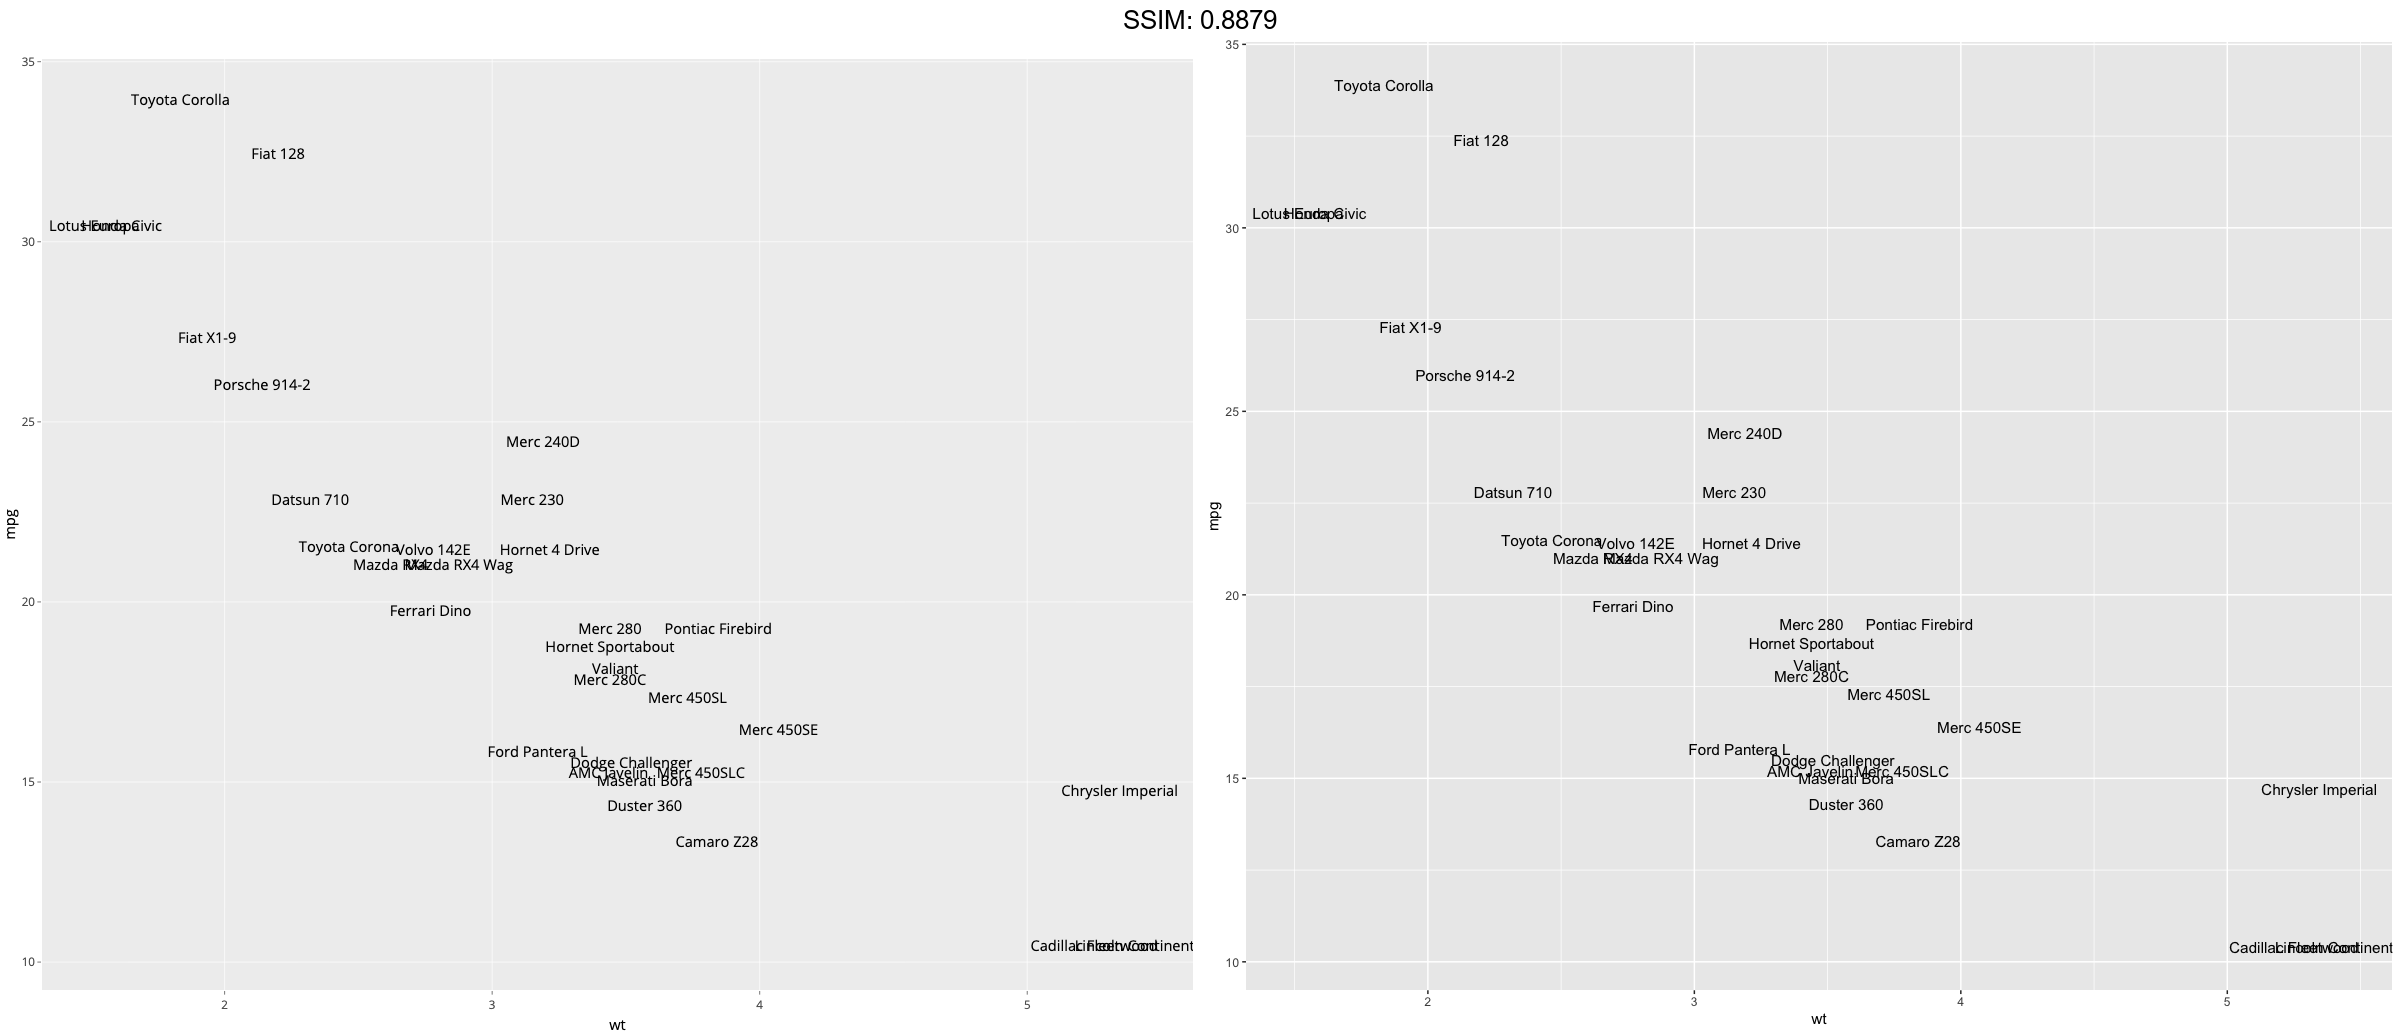 SSIM: 0.8879
35
Toyota Corolla
Fiat 128
Lotus Europa
Honda Civic
30
Fiat X1-9
Porsche 914-2
25
Merc 240D
Datsun 710
Merc 230
mpg
Toyota Corona
Volvo 142E
Hornet 4 Drive
Mazda RX4
Mazda RX4 Wag
20
Ferrari Dino
Merc 280
Pontiac Firebird
Hornet Sportabout
Valiant
Merc 280C
Merc 450SL
Merc 450SE
Ford Pantera L
Dodge Challenger
AMC Javelin
Merc 450SLC
15
Maserati Bora
Chrysler Imperial
Duster 360
Camaro Z28
Cadillac Fleetwood
Lincoln Continent
10
2
3
4
5
wt
35
Toyota Corolla
Fiat 128
Lotus Europa
Honda Civic
30
Fiat X1-9
Porsche 914-2
25
Merc 240D
Datsun 710
Merc 230
mpg
Toyota Corona
Volvo 142E
Hornet 4 Drive
Mazda RX4
Mazda RX4 Wag
20
Ferrari Dino
Merc 280
Pontiac Firebird
Hornet Sportabout
Valiant
Merc 280C
Merc 450SL
Merc 450SE
Ford Pantera L
Dodge Challenger
AMC Javelin
Merc 450SLC
15
Maserati Bora
Chrysler Imperial
Duster 360
Camaro Z28
Cadillac Fleetwood
Lincoln Continent
10
2
3
4
5
wt